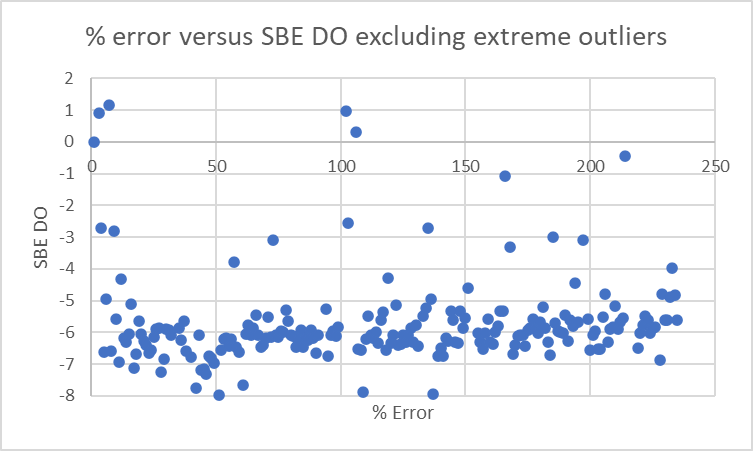 % error versus SBE DO excluding extreme outliers
2
1
0
0 50 100 150 200 250
-1
-2
-3
-4
-5
-6
-7
-8
SBE DO
% Error